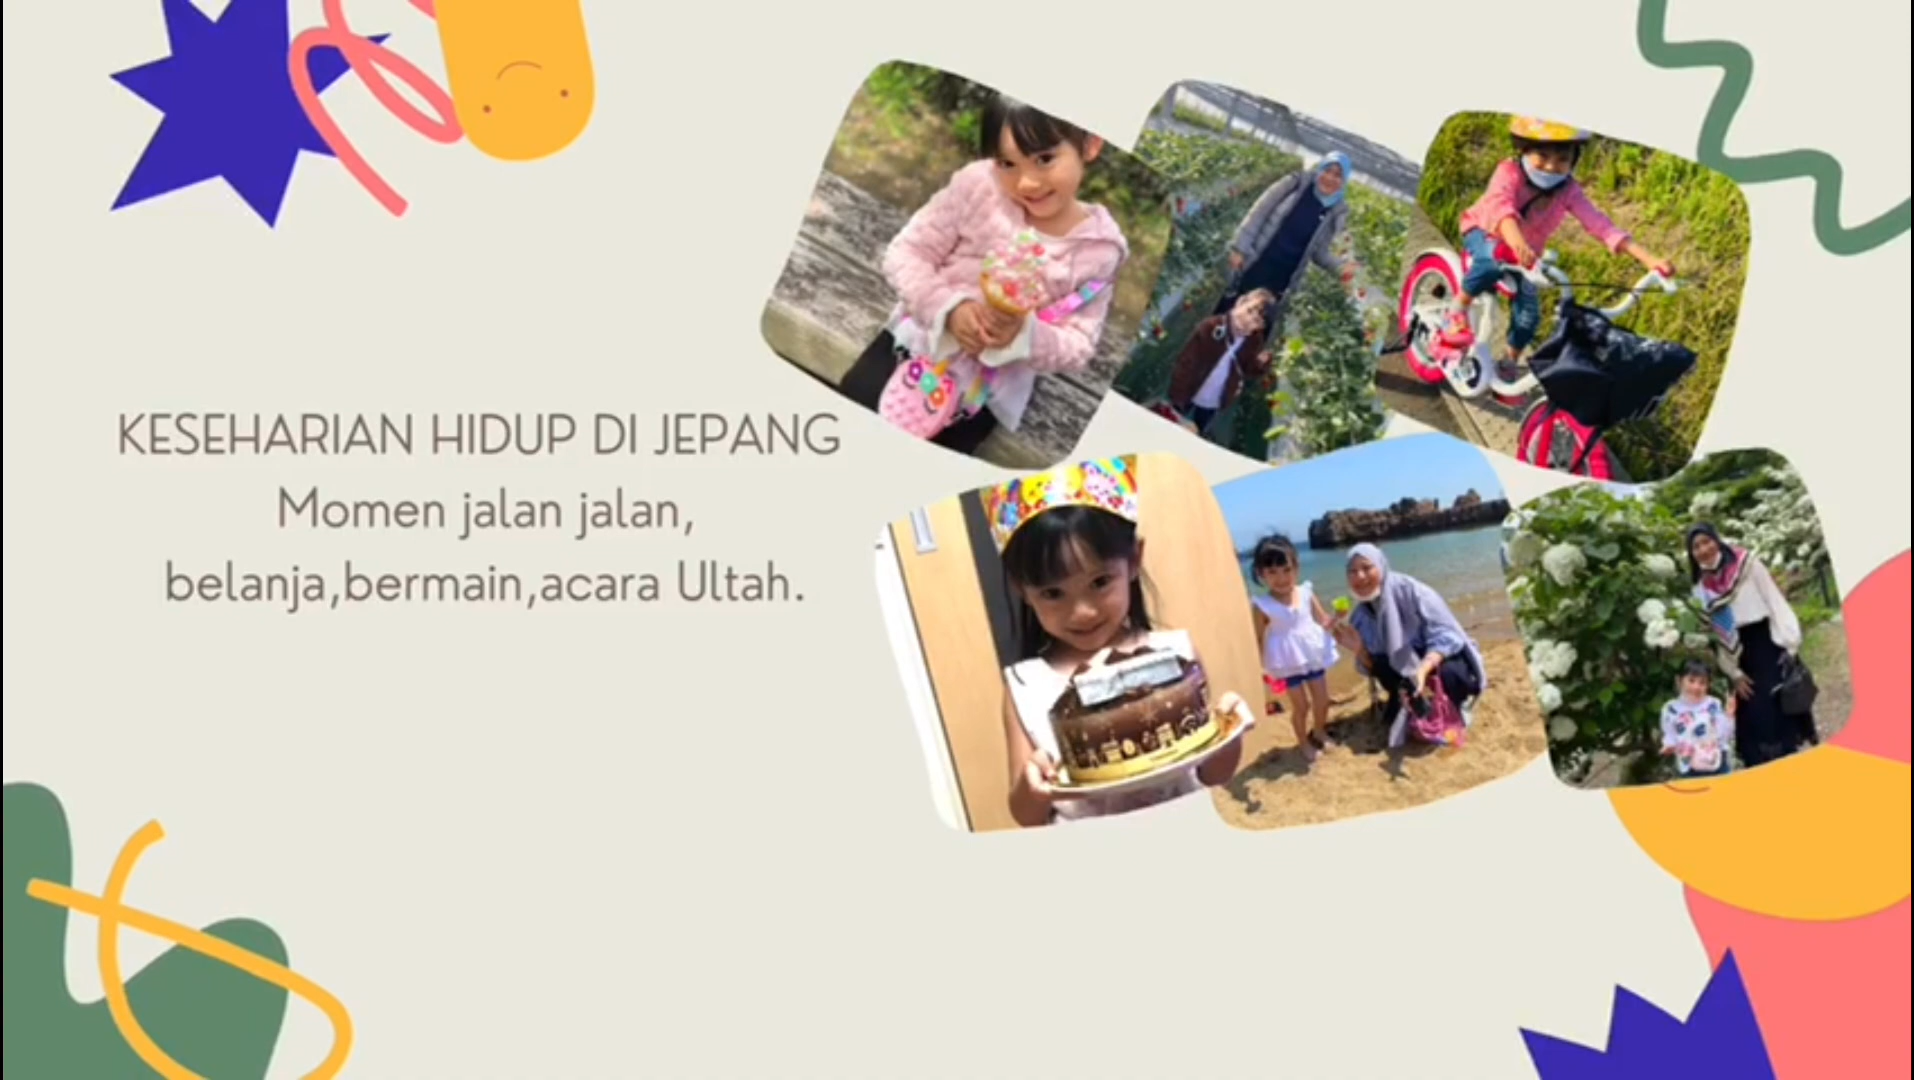 KESEHARIAN HIDUP DI JEPANG
Momen jalan jalan,
belanja,bermain,acara Ultah.